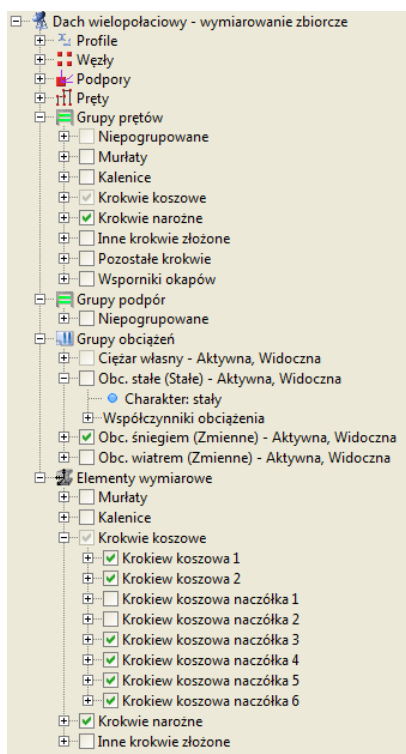 Dach wielopołaciowy - wymiarowanie zbiorcze
Profile
Węzły
Podpory
Pręty
Grupy prętów
Niepogrupowane
Murłaty
Kalenice
Krokwie koszowe
Krokwie narożne
Inne krokwie złożone
Pozostałe krokwie
Wsporniki okapów
Grupy podpór
Niepogrupowane
Grupy obciążeń
Ciężar własny - Aktywna, Widoczna
Obc. stałe (Stałe) - Aktywna, Widoczna
Charakter: stały
Współczynniki obciążenia
Obc. śniegiem (Zmienne) - Aktywna, Widoczna
Obc. wiatrem (Zmienne) - Aktywna, Widoczna
Elementy wymiarowe
Murłaty
Kalenice
Krokwie koszowe
Krokiew koszowa 1
Krokiew koszowa 2
Krokiew koszowa naczółka 1
Krokiew koszowa naczółka 2
Krokiew koszowa naczółka 3
Krokiew koszowa naczółka 4
Krokiew koszowa naczółka 5
Krokiew koszowa naczółka 6
Krokwie narożne
Inne krokwie złożone